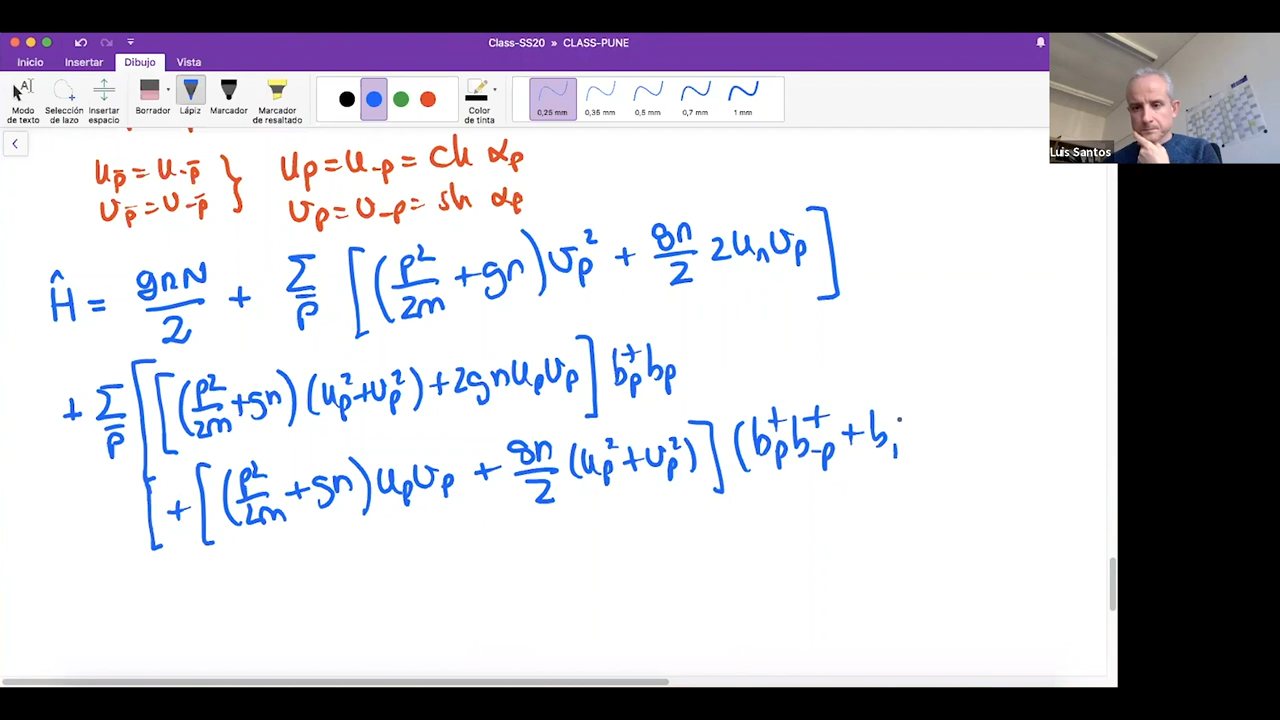 Class-SS20 » CLASS-PUNE
Inicio Insertar Dibujo Vista
Modo de texto Selección de lazo Insertar espacio Borrador Lápiz Marcador Marcador de resaltado Color de tinta 0,25 mm 0,35 mm 0,5 mm 0,7 mm 1 mm
Luis Santos
u_p̄ = u_-p̄ } u_p = u_-p = ch α_p
v_p̄ = v_-p̄ } v_p = v_-p = sh α_p
Ĥ = gnN/2 + Σ_p̄ [(p²/2m + gn) v_p² + gn/2 2u_n v_p]
+ Σ_p̄ [[(p²/2m + gn)(u_p² + v_p²) + 2gn u_p v_p] b_p⁺ b_p
+ [(p²/2m + gn) u_p v_p + gn/2 (u_p² + v_p²)] (b_p⁺ b_-p⁺ + b